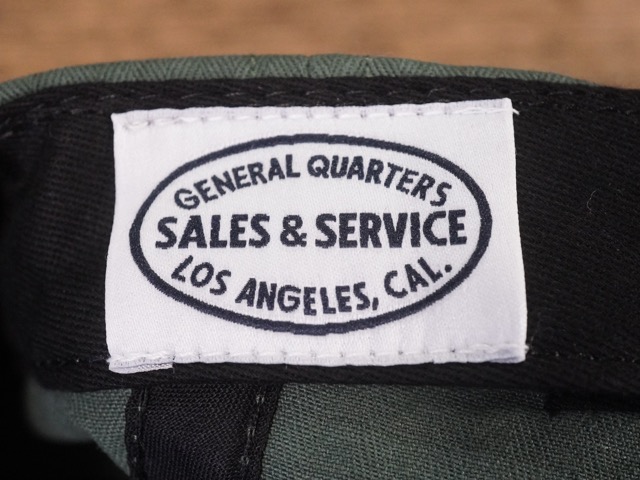 GENERAL QUARTERS
SALES & SERVICE
LOS ANGELES, CAL.